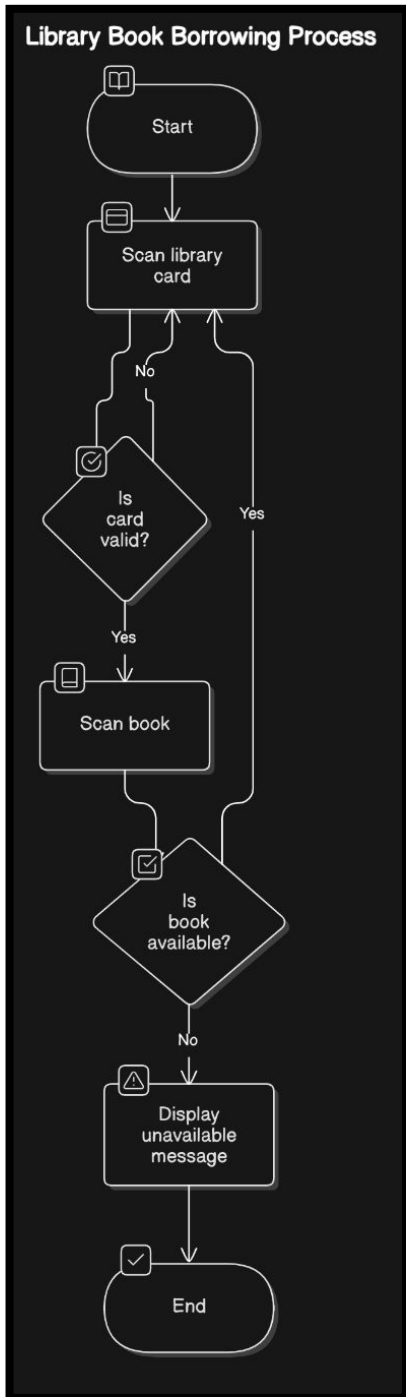 Library Book Borrowing Process
Start
Scan library
card
No
Is
card
valid?
Yes
Yes
Scan book
Is
book
available?
No
Display
unavailable
message
End